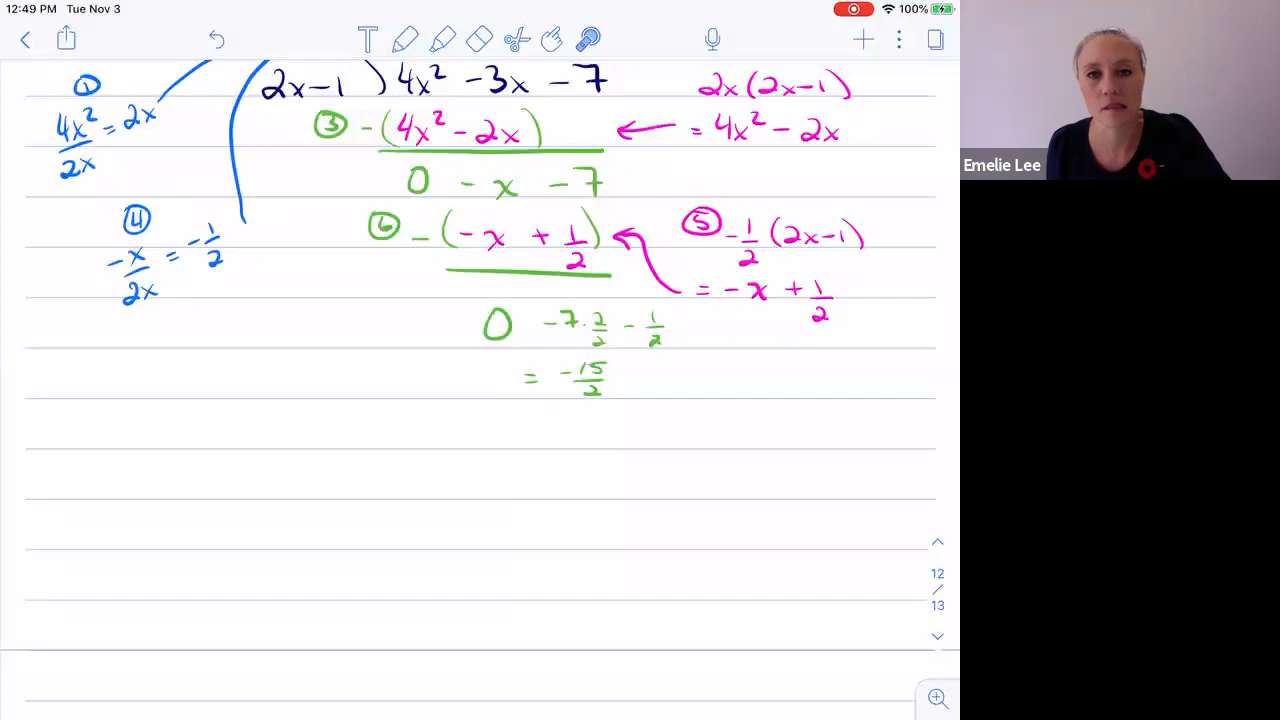 12:49 PM Tue Nov 3
100%
①
2x-1 ) 4x² - 3x - 7
2x(2x-1)
4x²/2x = 2x
③ -(4x² - 2x)
= 4x² - 2x
0 - x - 7
④
-x/2x = -1/2
⑥ -(-x + 1/2)
⑤ -1/2 (2x-1)
= -x + 1/2
0 -7·2/2 - 1/2
= -15/2
Emelie Lee
12
/
13